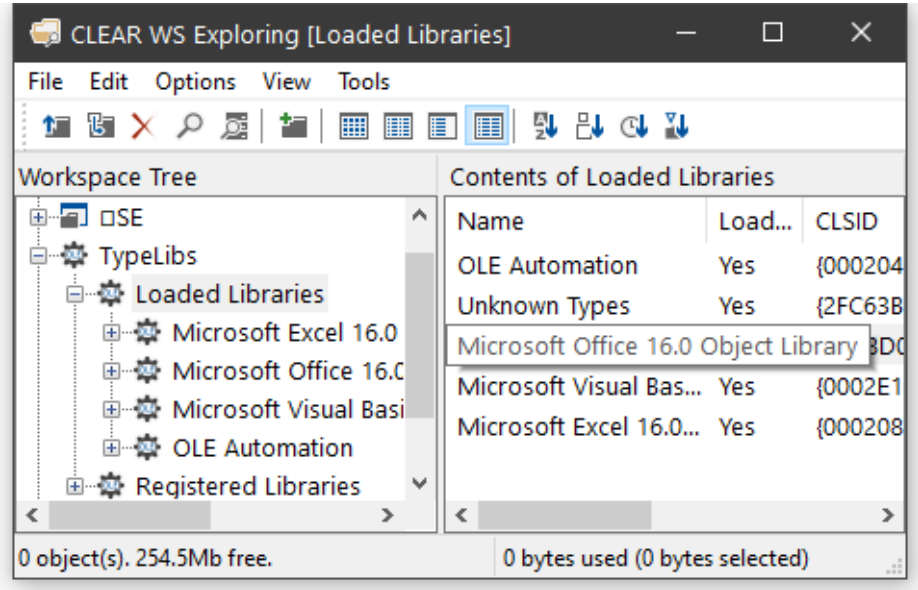 CLEAR WS Exploring [Loaded Libraries]
File Edit Options View Tools
Workspace Tree
⎕SE
TypeLibs
Loaded Libraries
Microsoft Excel 16.0
Microsoft Office 16.0
Microsoft Visual Basi
OLE Automation
Registered Libraries
Contents of Loaded Libraries
Name Load... CLSID
OLE Automation Yes {000204
Unknown Types Yes {2FC63B
Microsoft Office 16.0 Object Library 3D0
Microsoft Visual Bas... Yes {0002E1
Microsoft Excel 16.0... Yes {000208
0 object(s). 254.5Mb free.
0 bytes used (0 bytes selected)